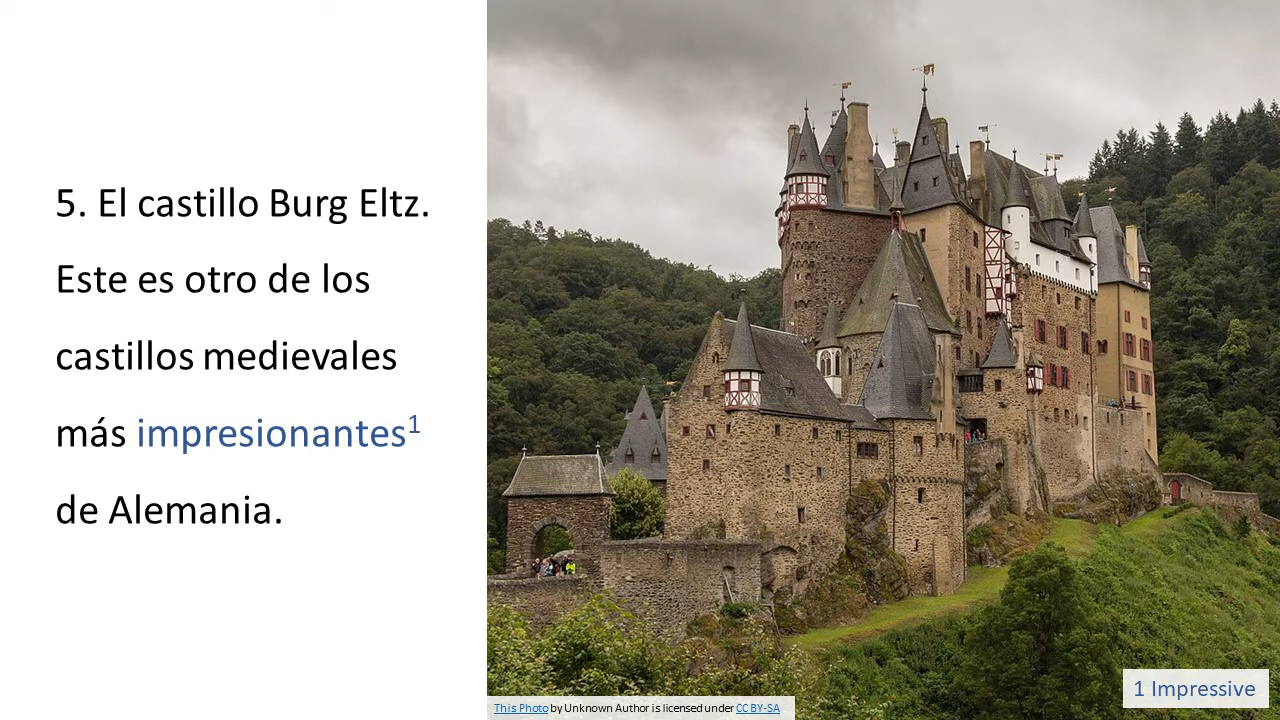 5. El castillo Burg Eltz.
Este es otro de los
castillos medievales
más impresionantes¹
de Alemania.
1 Impressive
This Photo by Unknown Author is licensed under CC BY-SA